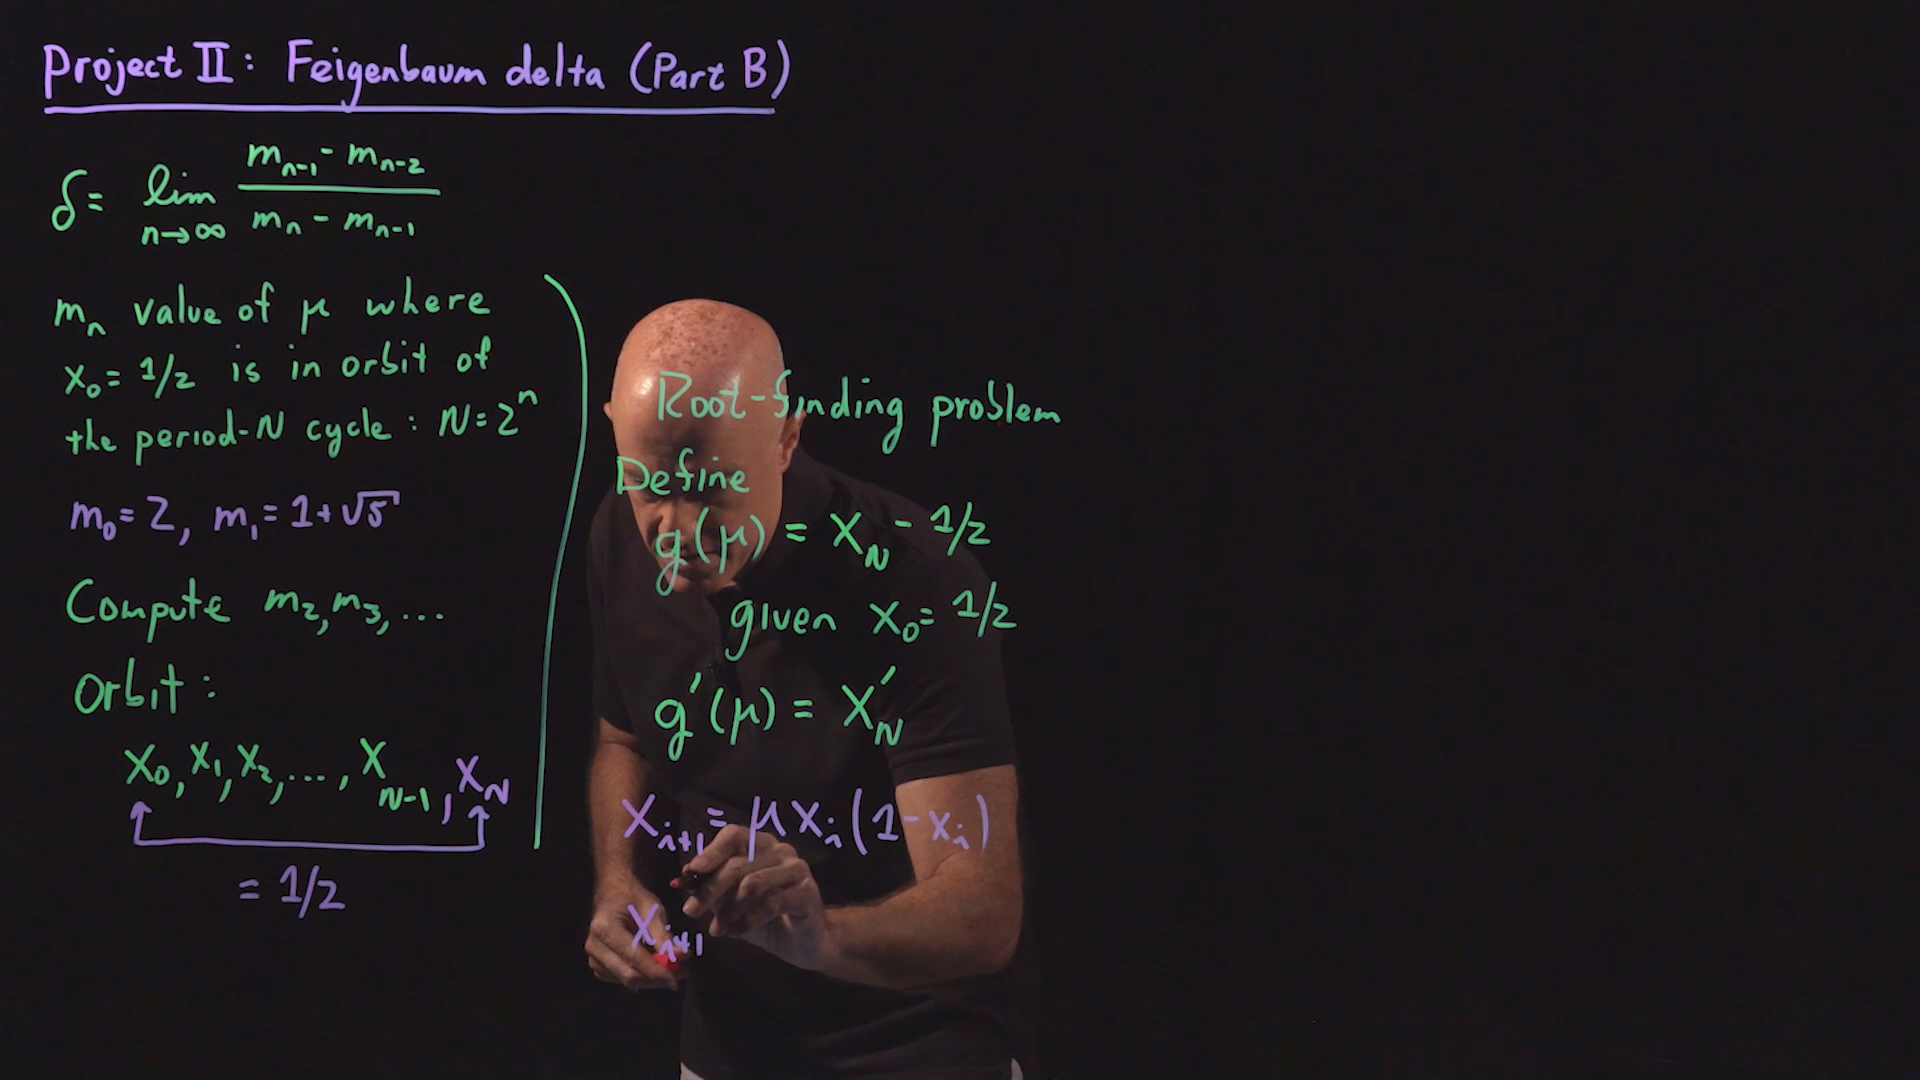 Project II: Feigenbaum delta (Part B)
δ = lim n→∞ (m_{n-1} - m_{n-2}) / (m_n - m_{n-1})
m_n value of μ where
x_0 = 1/2 is in orbit of
the period-N cycle : N = 2^n
m_0 = 2, m_1 = 1+√5
Compute m_2, m_3, ...
Orbit :
x_0, x_1, x_2, ..., x_{N-1}, x_N
= 1/2
Root-finding problem
Define
g(μ) = x_N - 1/2
given x_0 = 1/2
g'(μ) = x'_N
x_{i+1} = μ x_i (1 - x_i)
x_{i+1}